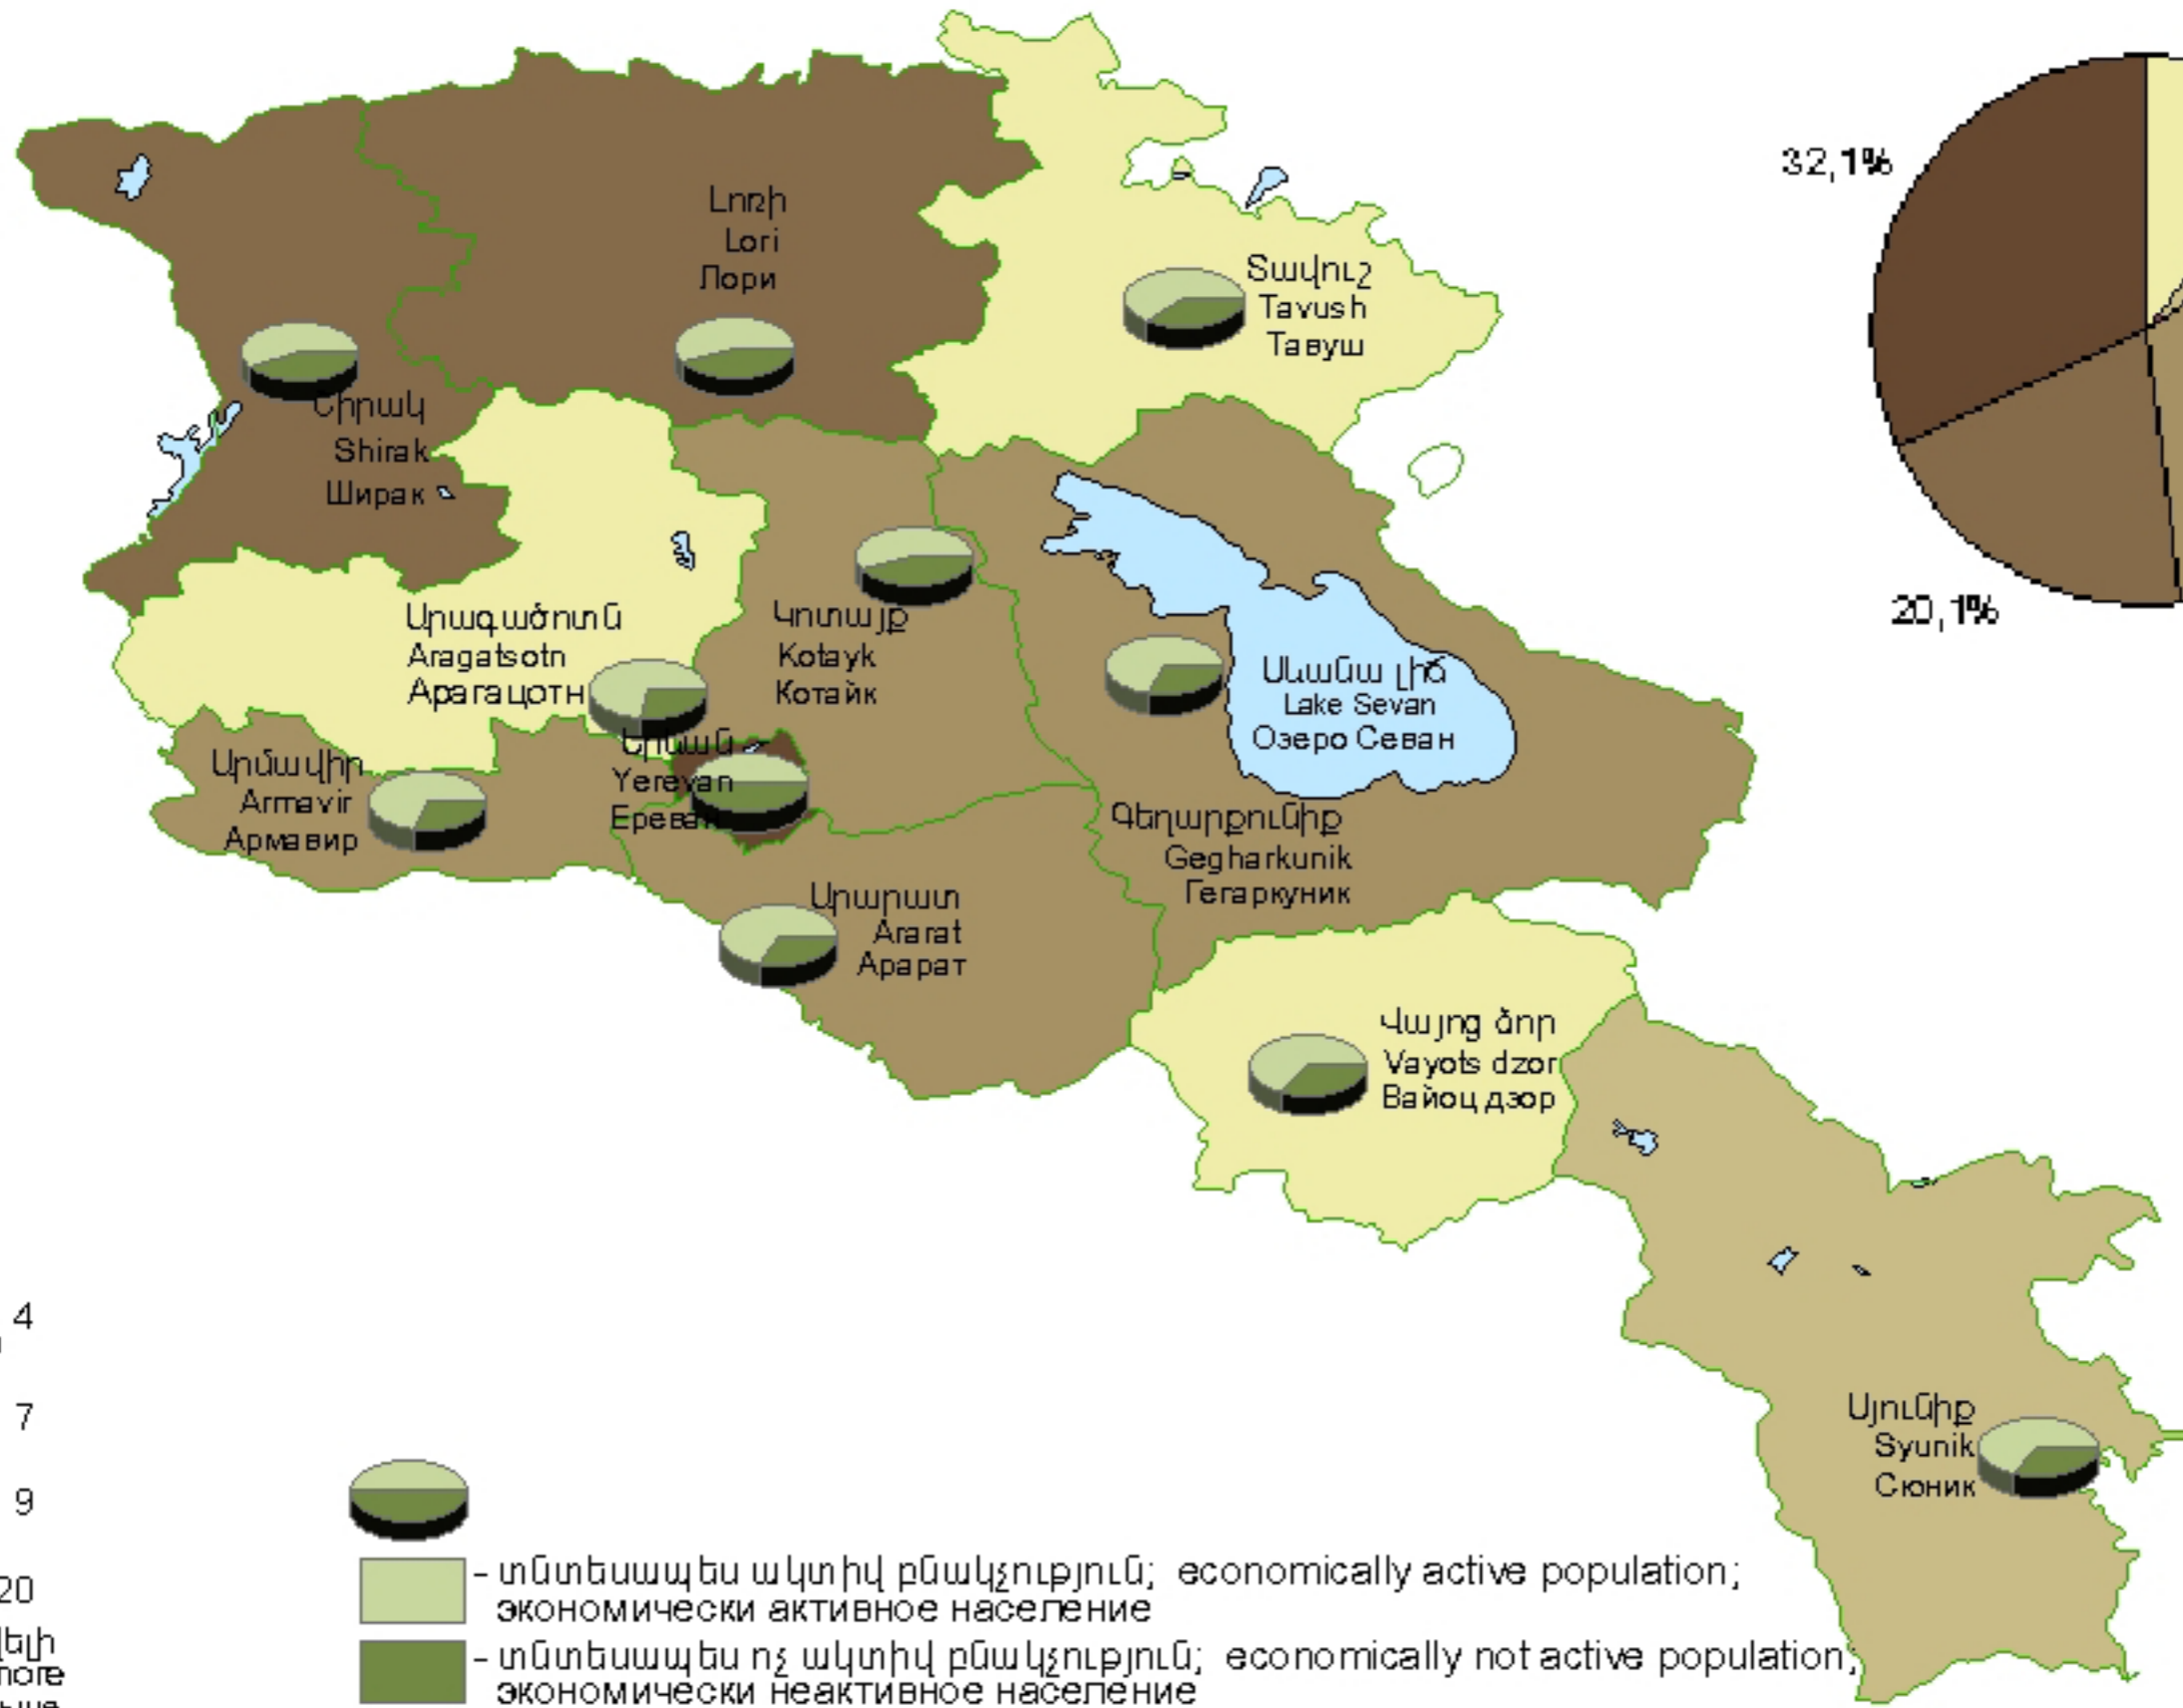 32,1%
20,1%
Լոռի
Lori
Лори
Տավուշ
Tavush
Тавуш
Շիրակ
Shirak
Ширак
Արագածոտն
Aragatsotn
Арагацотн
Կոտայք
Kotayk
Котайк
Սևանա լիճ
Lake Sevan
Озеро Севан
Երևան
Yerevan
Ереван
Արմավիր
Armavir
Армавир
Գեղարքունիք
Gegharkunik
Гегаркуник
Արարատ
Ararat
Арарат
Վայոց ձոր
Vayots dzor
Вайоц дзор
Սյունիք
Syunik
Сюник
4
7
9
20
- տնտեսապես ակտիվ բնակչություն; economically active population;
экономически активное население
- տնտեսապես ոչ ակտիվ բնակչություն; economically not active population;
экономически неактивное население